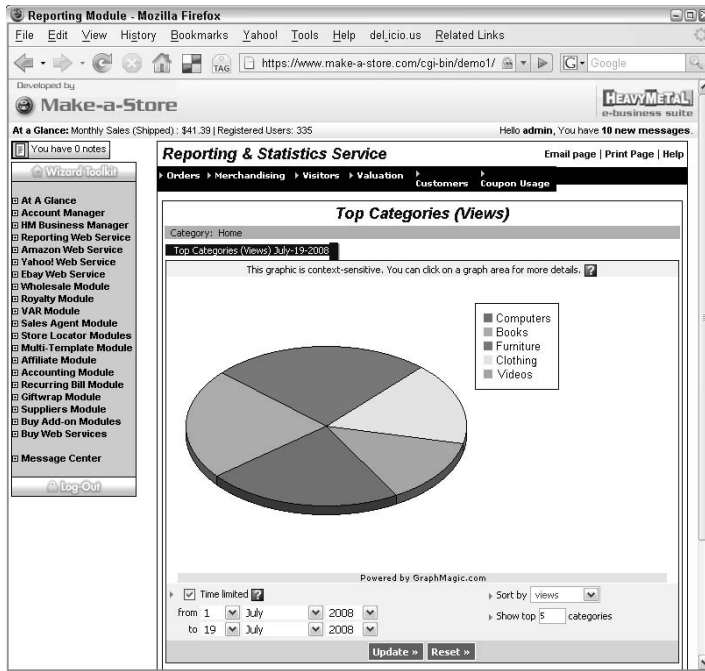 Reporting Module - Mozilla Firefox
File Edit View History Bookmarks Yahoo! Tools Help del.icio.us Related Links
TAG https://www.make-a-store.com/cgi-bin/demo1/ G Google
Developed by
Make-a-Store
HEAVYMETAL
e-business suite
At a Glance: Monthly Sales (Shipped) : $41.39 | Registered Users: 335
Hello admin, You have 10 new messages.
You have 0 notes
Wizard Toolkit
At A Glance
Account Manager
HM Business Manager
Reporting Web Service
Amazon Web Service
Yahoo! Web Service
Ebay Web Service
Wholesale Module
Royalty Module
VAR Module
Sales Agent Module
Store Locator Modules
Multi-Template Module
Affiliate Module
Accounting Module
Recurring Bill Module
Giftwrap Module
Suppliers Module
Buy Add-on Modules
Buy Web Services
Message Center
Log-Out
Reporting & Statistics Service
Email page | Print Page | Help
Orders Merchandising Visitors Valuation Customers Coupon Usage
Top Categories (Views)
Category: Home
Top Categories (Views) July-19-2008
This graphic is context-sensitive. You can click on a graph area for more details. ?
Computers
Books
Furniture
Clothing
Videos
Powered by GraphMagic.com
Time limited ?
from 1 July 2008
to 19 July 2008
Sort by views
Show top 5 categories
Update » Reset »